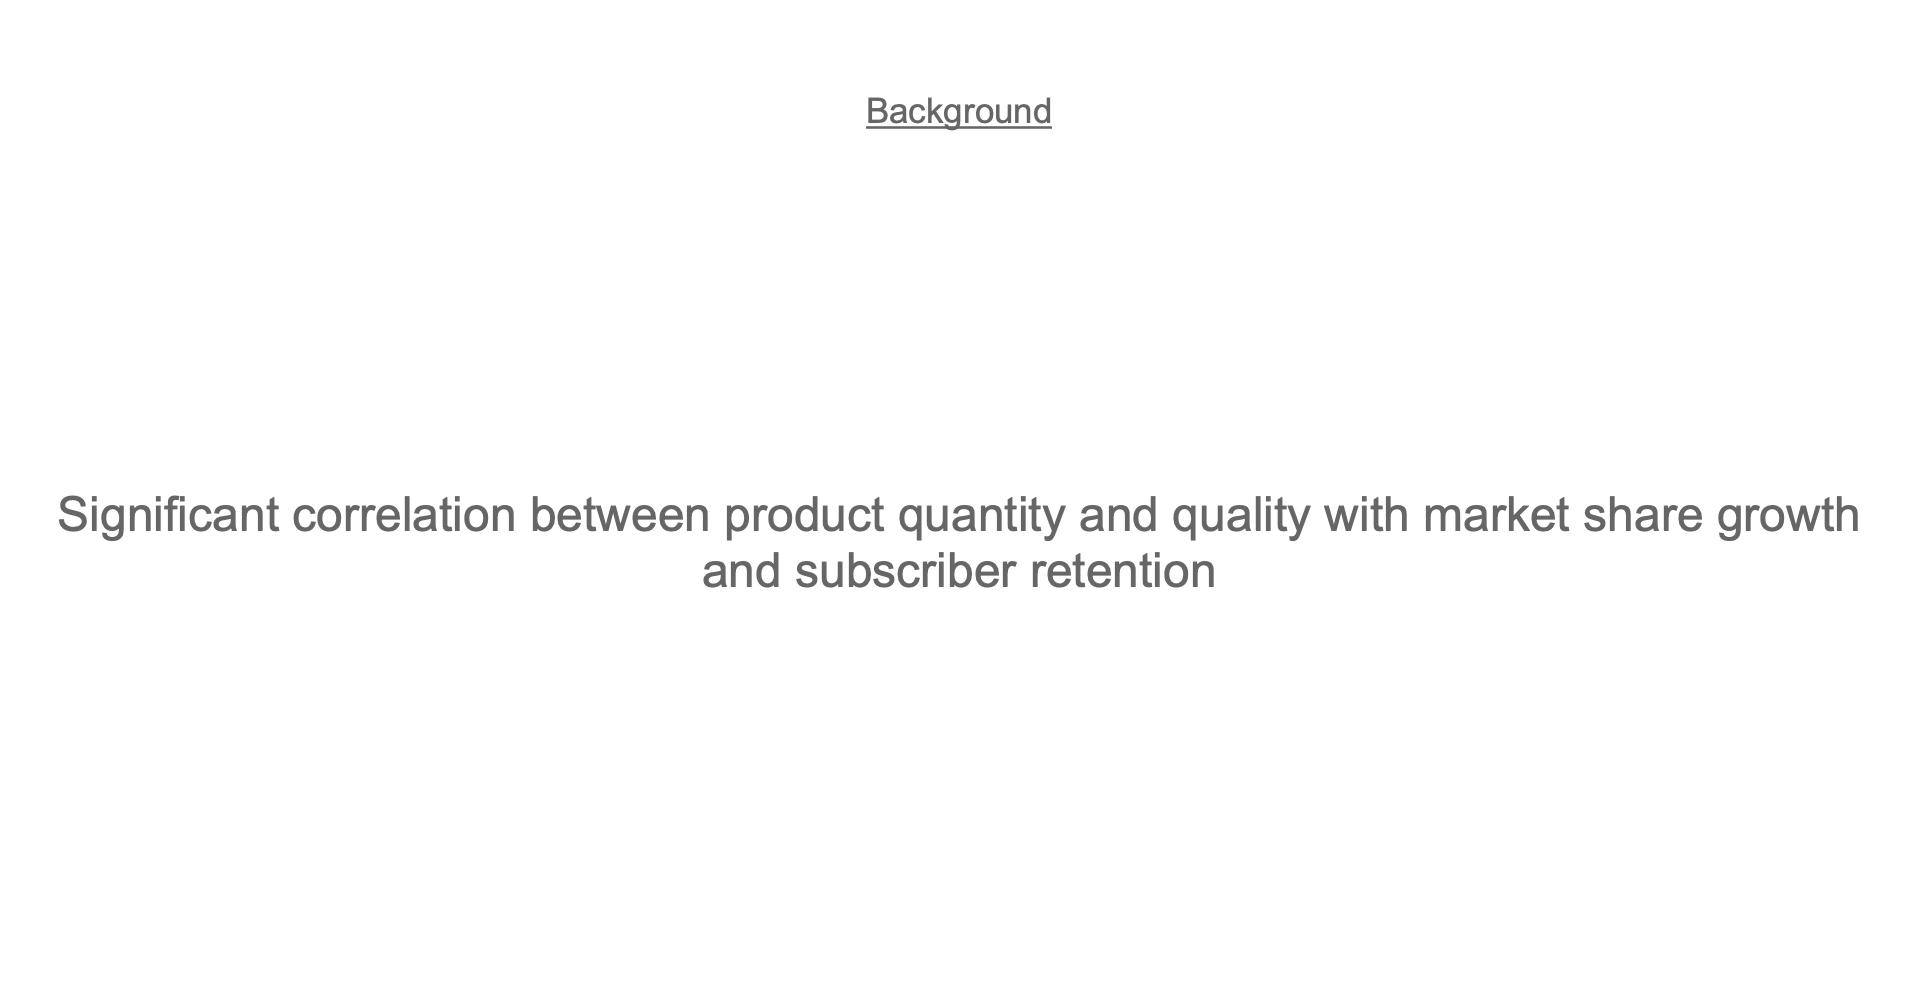 Background
Significant correlation between product quantity and quality with market share growth
and subscriber retention